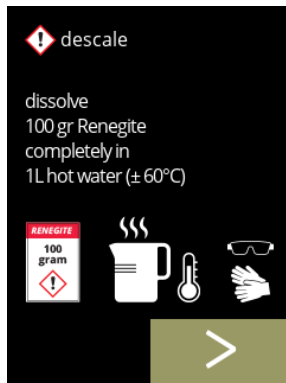 descale
dissolve
100 gr Renegite
completely in
1L hot water (± 60°C)
RENEGITE
100
gram